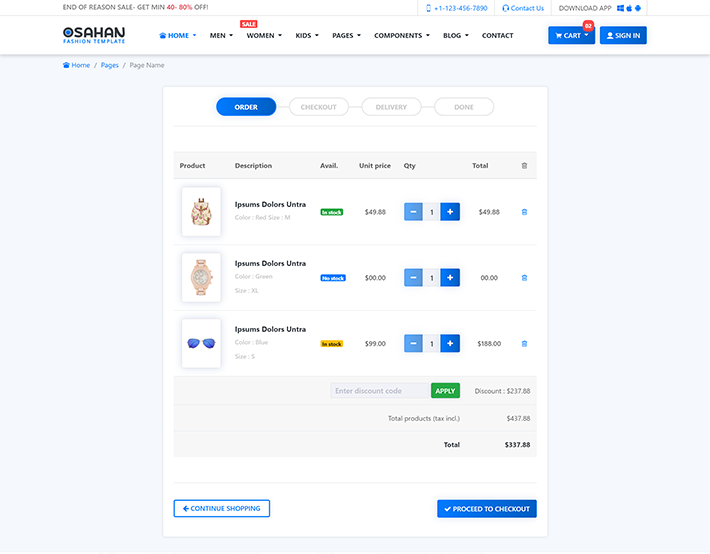 END OF REASON SALE- GET MIN 40- 80% OFF!
+1-123-456-7890
Contact Us
DOWNLOAD APP
OSAHAN
FASHION TEMPLATE
HOME
MEN
SALE
WOMEN
KIDS
PAGES
COMPONENTS
BLOG
CONTACT
CART
02
SIGN IN
Home / Pages / Page Name
ORDER
CHECKOUT
DELIVERY
DONE
Product Description Avail. Unit price Qty Total
Ipsums Dolors Untra
Color : Red Size : M
In stock
$49.88
1
$49.88
Ipsums Dolors Untra
Color : Green
Size : XL
No stock
$00.00
1
00.00
Ipsums Dolors Untra
Color : Blue
Size : S
In stock
$99.00
1
$188.00
Enter discount code
APPLY
Discount : $237.88
Total products (tax incl.) $437.88
Total $337.88
CONTINUE SHOPPING
PROCEED TO CHECKOUT